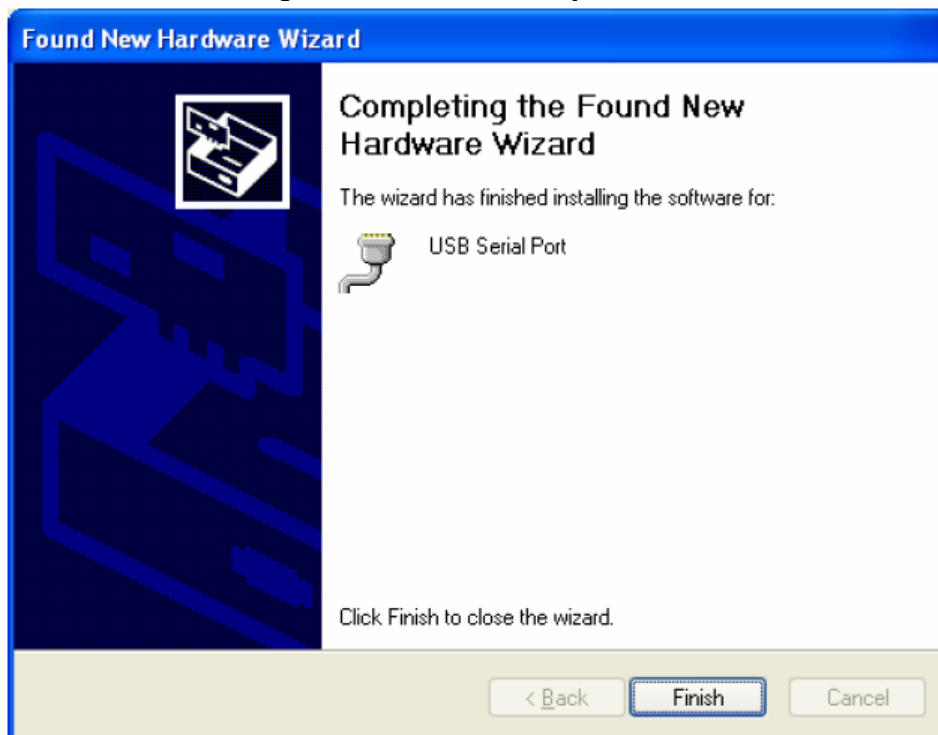 Found New Hardware Wizard
Completing the Found New
Hardware Wizard
The wizard has finished installing the software for:
USB Serial Port
Click Finish to close the wizard.
< Back
Finish
Cancel